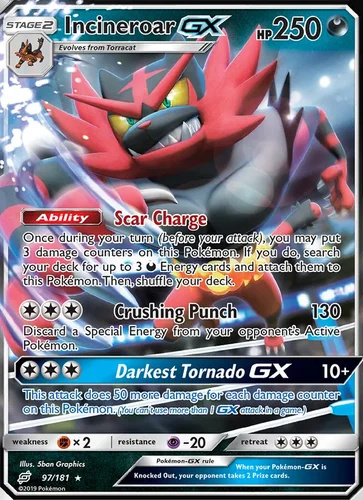 STAGE2 Incineroar GX HP250
Evolves from Torracat
Ability Scar Charge
Once during your turn (before your attack), you may put
3 damage counters on this Pokémon. If you do, search
your deck for up to 3 Energy cards and attach them to
this Pokémon. Then, shuffle your deck.
Crushing Punch 130
Discard a Special Energy from your opponent's Active
Pokémon.
Darkest Tornado GX 10+
This attack does 50 more damage for each damage counter
on this Pokémon. (You can't use more than 1 GX attack in a game.)
weakness × 2 resistance -20 retreat
Illus. 5ban Graphics
97/181 ★
©2019 Pokémon
Pokémon-GX rule
When your Pokémon-GX is
Knocked Out, your opponent takes 2 Prize cards.